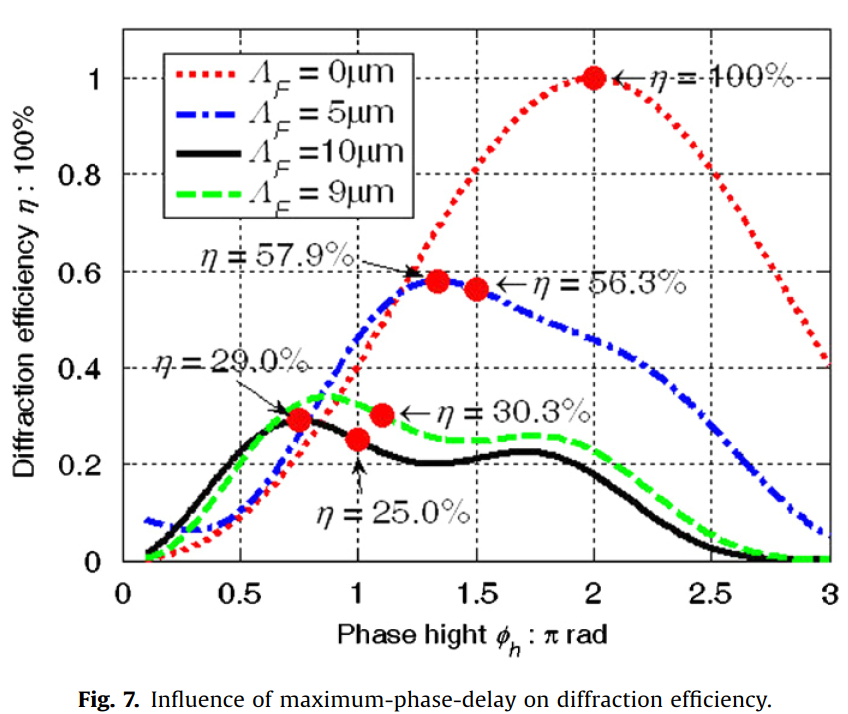 Λ_F = 0μm
Λ_F = 5μm
Λ_F =10μm
Λ_F = 9μm
η = 100%
η = 57.9%
η = 56.3%
η = 29.0%
η = 30.3%
η = 25.0%
Diffraction efficiency η : 100%
1
0.8
0.6
0.4
0.2
0
0 0.5 1 1.5 2 2.5 3
Phase hight ϕ_h : π rad
Fig. 7. Influence of maximum-phase-delay on diffraction efficiency.